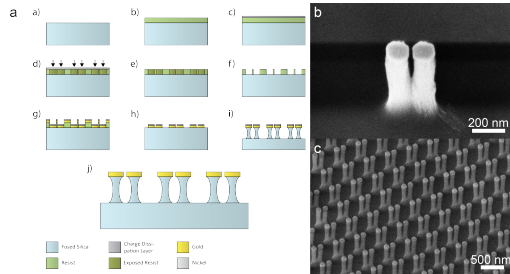 a
a)
b)
c)
d)
e)
f)
g)
h)
i)
j)
Fused Silica
Charge Dissi-
pation Layer
Gold
Resist
Exposed Resist
Nickel
b
200 nm
c
500 nm